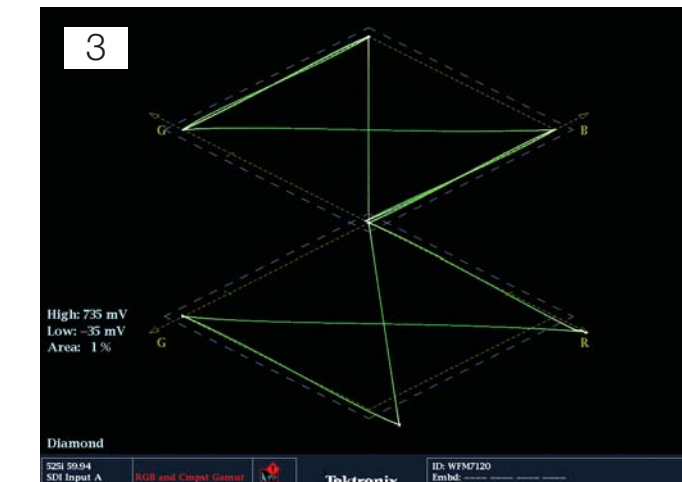 3
G
B
High: 735 mV
Low: –35 mV
Area: 1 %
G
R
Diamond
525i 59.94
SDI Input A
RGB and Cmpst Gamut
Tektronix
ID: WFM7120
Embd: ---- ---- ---- ----